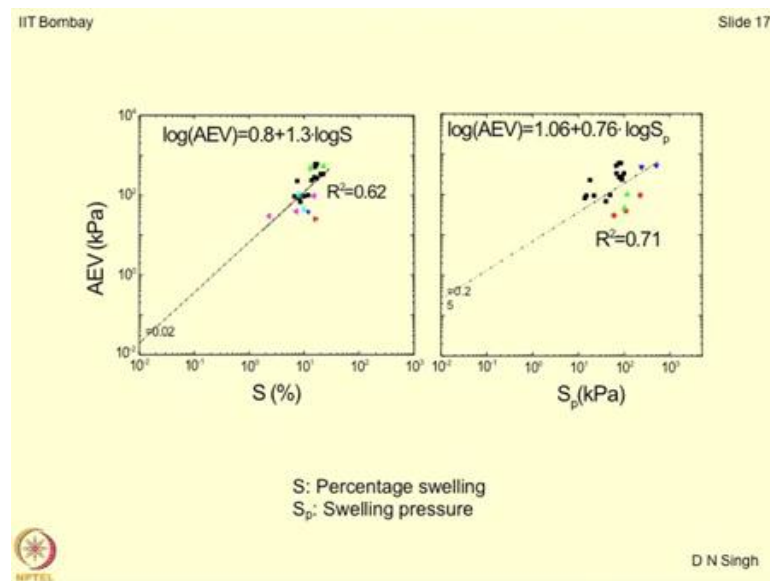 IIT Bombay
Slide 17
log(AEV)=0.8+1.3·logS
R²=0.62
=0.02
AEV (kPa)
10⁴
10²
10⁰
10⁻²
10⁻² 10⁻¹ 10⁰ 10¹ 10² 10³
S (%)
log(AEV)=1.06+0.76· logSₚ
R²=0.71
=0.2
5
10⁻² 10⁻¹ 10⁰ 10¹ 10² 10³
Sₚ(kPa)
S: Percentage swelling
Sₚ: Swelling pressure
NPTEL
D N Singh